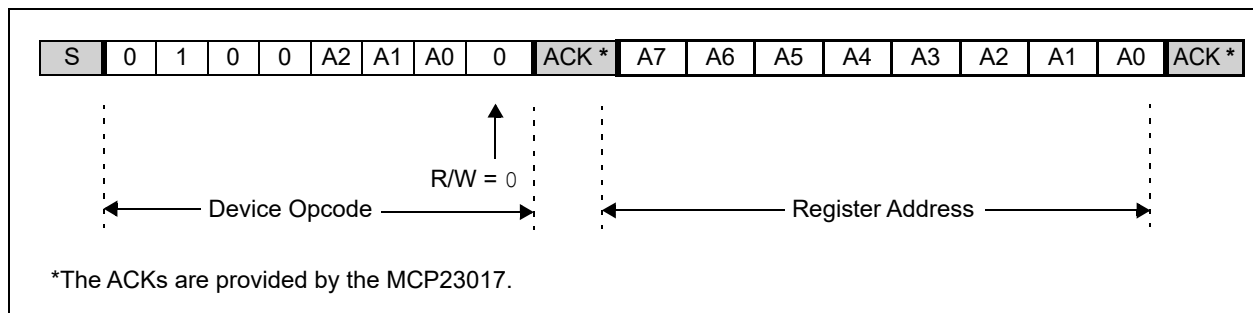 S 0 1 0 0 A2 A1 A0 0 ACK * A7 A6 A5 A4 A3 A2 A1 A0 ACK *
R/W = 0
Device Opcode Register Address
*The ACKs are provided by the MCP23017.